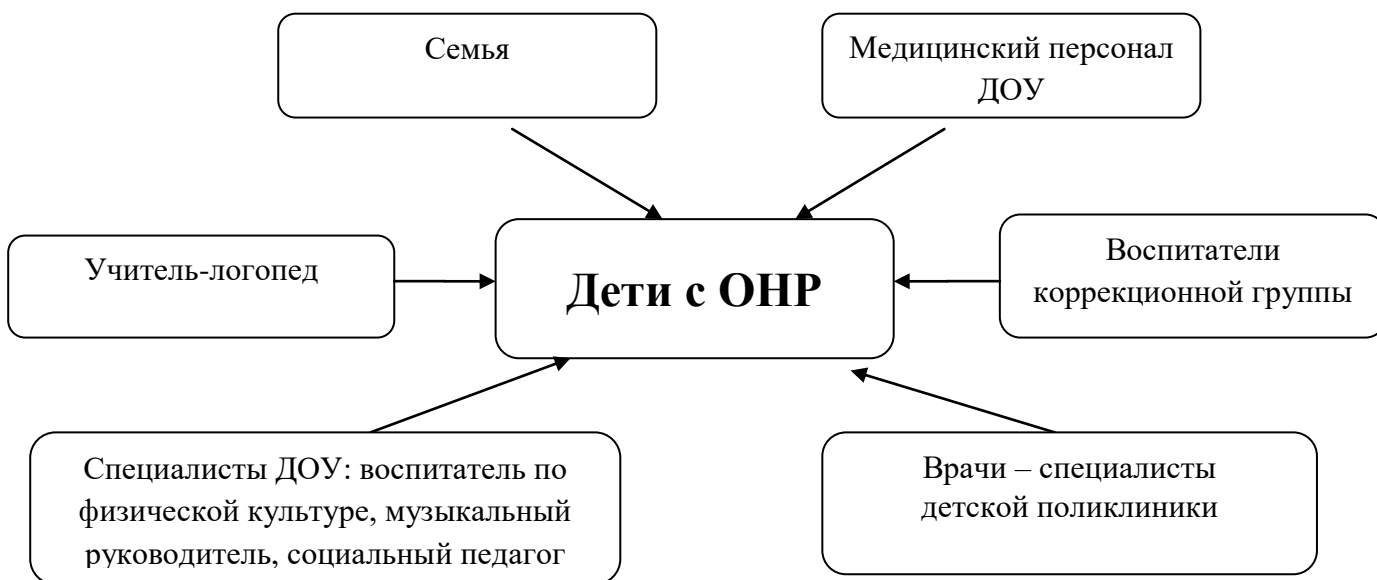 Семья
Медицинский персонал
ДОУ
Учитель-логопед
Дети с ОНР
Воспитатели
коррекционной группы
Специалисты ДОУ: воспитатель по
физической культуре, музыкальный
руководитель, социальный педагог
Врачи – специалисты
детской поликлиники